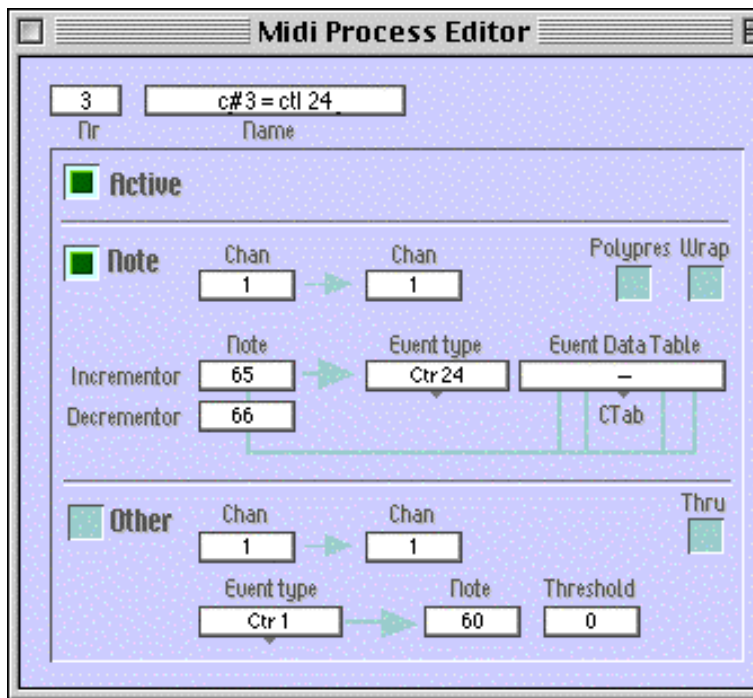 Midi Process Editor
3 c#3 = ctl 24
Nr Name
Active
Note Chan Chan Polypres Wrap
1 1
Note Event type Event Data Table
Incrementor 65 Ctr 24 –
Decrementor 66 CTab
Other Chan Chan Thru
1 1
Event type Note Threshold
Ctr 1 60 0